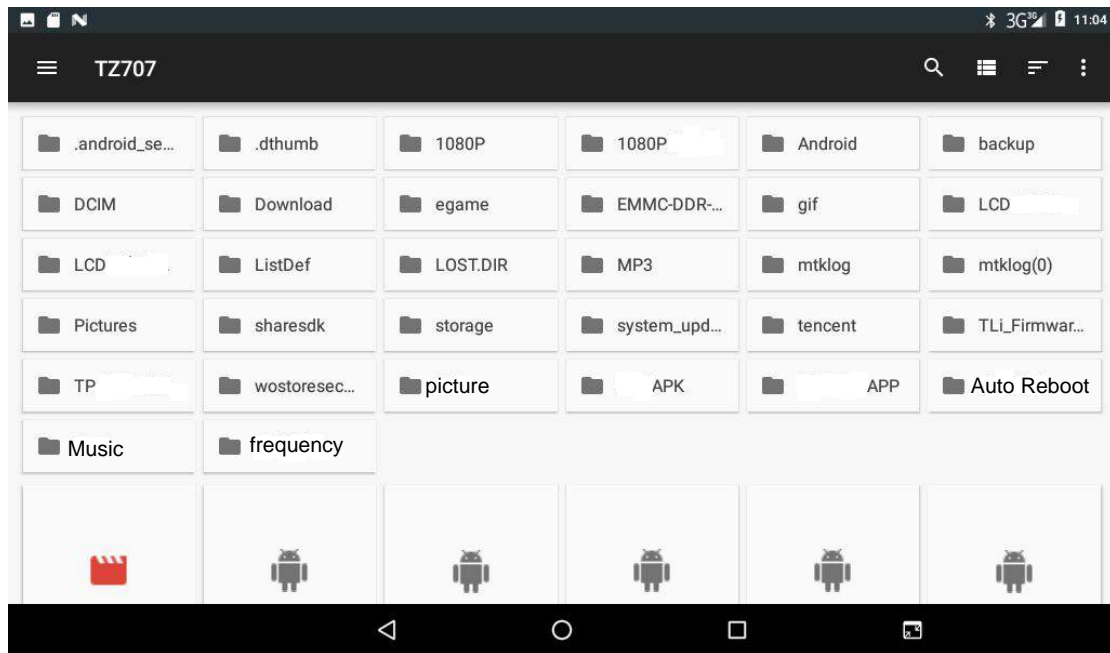 3G 3G 11:04
TZ707
.android_se... .dthumb 1080P 1080P Android backup
DCIM Download egame EMMC-DDR-... gif LCD
LCD ListDef LOST.DIR MP3 mtklog mtklog(0)
Pictures sharesdk storage system_upd... tencent TLi_Firmwar...
TP wostoresec... picture APK APP Auto Reboot
Music frequency